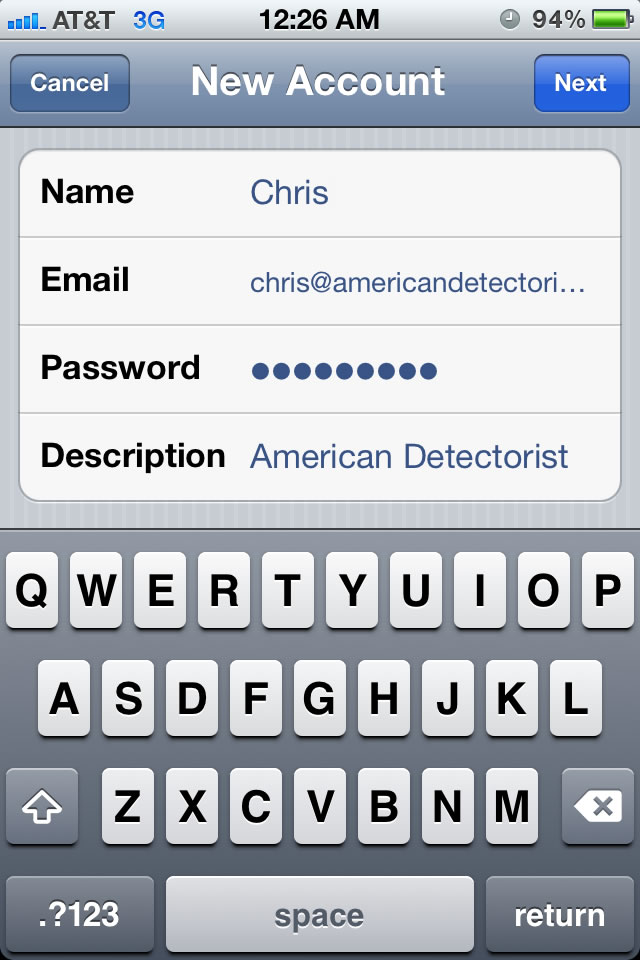 AT&T 3G 12:26 AM 94%
Cancel New Account Next
Name Chris
Email chris@americandetectori...
Password ●●●●●●●●●
Description American Detectorist
Q W E R T Y U I O P
A S D F G H J K L
Z X C V B N M
.?123 space return